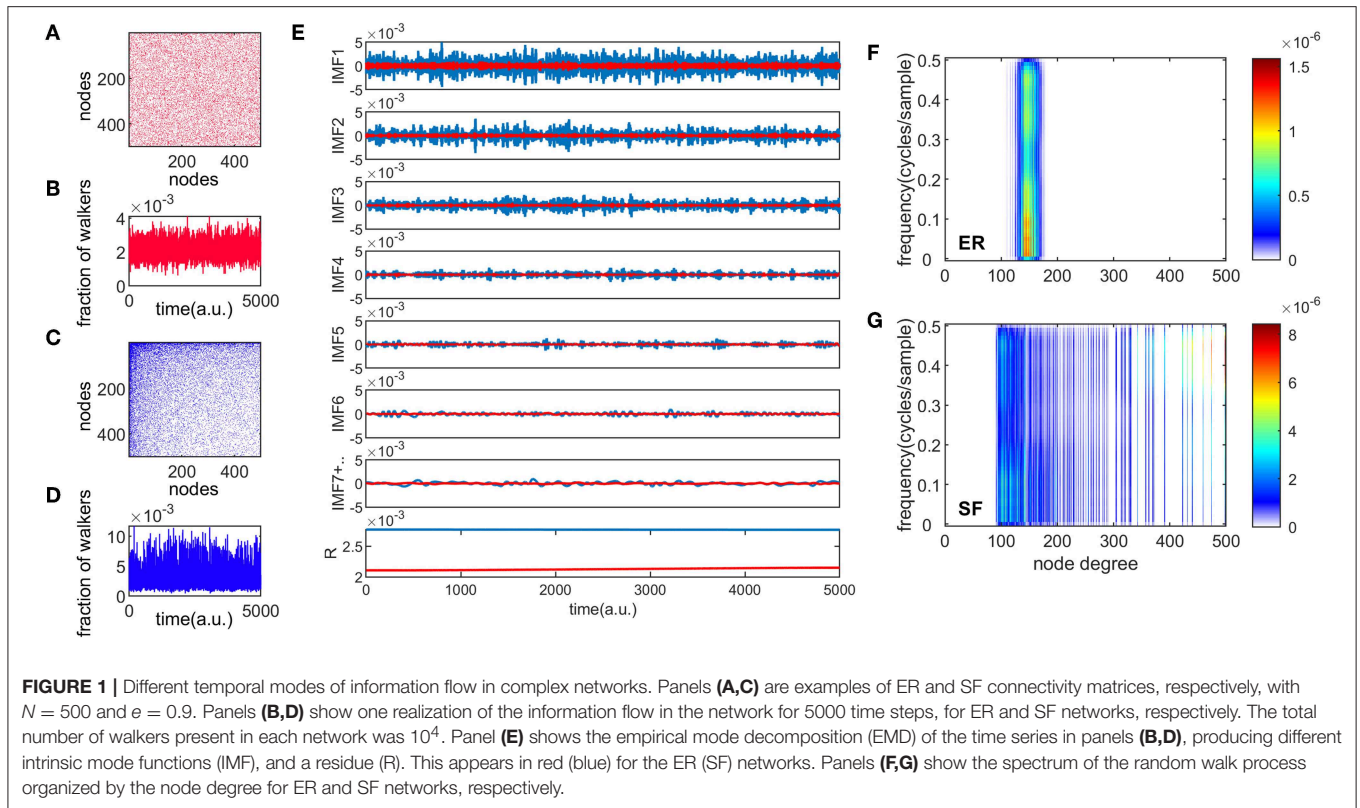 A
nodes
200
400
200 400
nodes
B
×10⁻³
fraction of walkers
4
2
0
0 5000
time(a.u.)
C
nodes
200
400
200 400
nodes
D
×10⁻³
fraction of walkers
10
5
0
0 5000
time(a.u.)
E
×10⁻³
IMF1
5
0
-5
×10⁻³
IMF2
5
0
-5
×10⁻³
IMF3
5
0
-5
×10⁻³
IMF4
5
0
-5
×10⁻³
IMF5
5
0
-5
×10⁻³
IMF6
5
0
-5
×10⁻³
IMF7+..
5
0
-5
×10⁻³
R
2.5
2
0 1000 2000 3000 4000 5000
time(a.u.)
F
frequency(cycles/sample)
0.5
0.4
0.3
0.2
0.1
0
ER
0 100 200 300 400 500
×10⁻⁶
1.5
1
0.5
0
G
frequency(cycles/sample)
0.5
0.4
0.3
0.2
0.1
0
SF
0 100 200 300 400 500
node degree
×10⁻⁶
8
6
4
2
0
FIGURE 1 | Different temporal modes of information flow in complex networks. Panels (A,C) are examples of ER and SF connectivity matrices, respectively, with
N = 500 and e = 0.9. Panels (B,D) show one realization of the information flow in the network for 5000 time steps, for ER and SF networks, respectively. The total
number of walkers present in each network was 10⁴. Panel (E) shows the empirical mode decomposition (EMD) of the time series in panels (B,D), producing different
intrinsic mode functions (IMF), and a residue (R). This appears in red (blue) for the ER (SF) networks. Panels (F,G) show the spectrum of the random walk process
organized by the node degree for ER and SF networks, respectively.